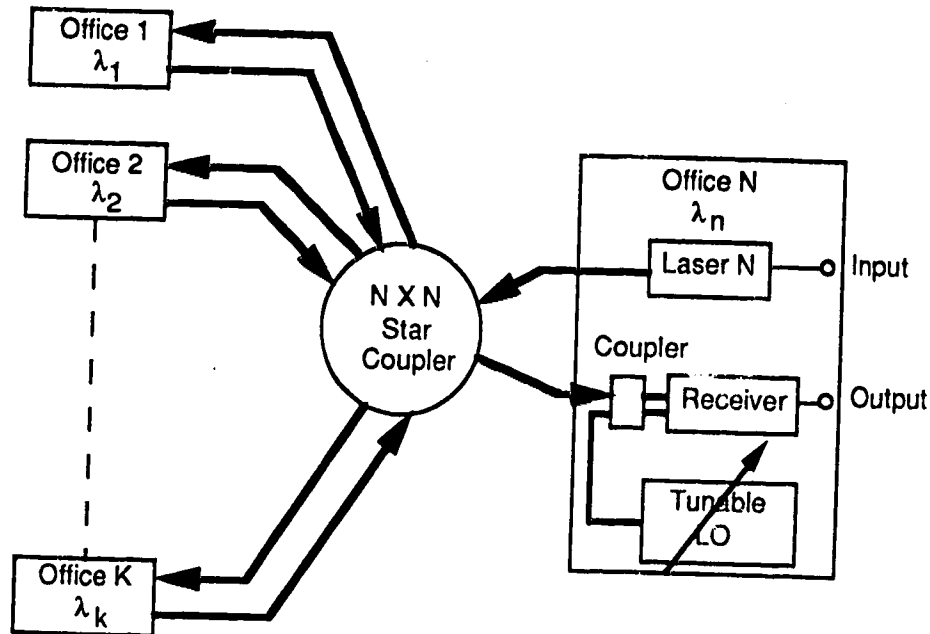 Office 1
λ1
Office 2
λ2
Office K
λk
N X N
Star
Coupler
Office N
λn
Laser N
Input
Coupler
Receiver
Output
Tunable
LO